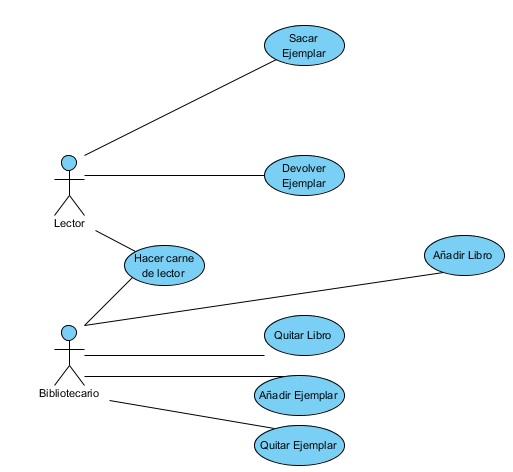 Sacar
Ejemplar
Devolver
Ejemplar
Lector
Hacer carne
de lector
Añadir Libro
Quitar Libro
Bibliotecario
Añadir Ejemplar
Quitar Ejemplar